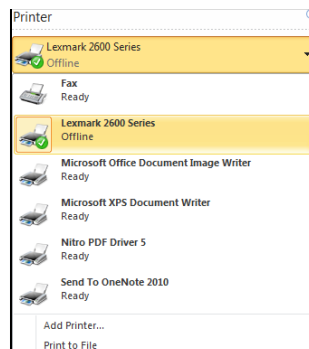 Printer
Lexmark 2600 Series
Offline
Fax
Ready
Lexmark 2600 Series
Offline
Microsoft Office Document Image Writer
Ready
Microsoft XPS Document Writer
Ready
Nitro PDF Driver 5
Ready
Send To OneNote 2010
Ready
Add Printer...
Print to File